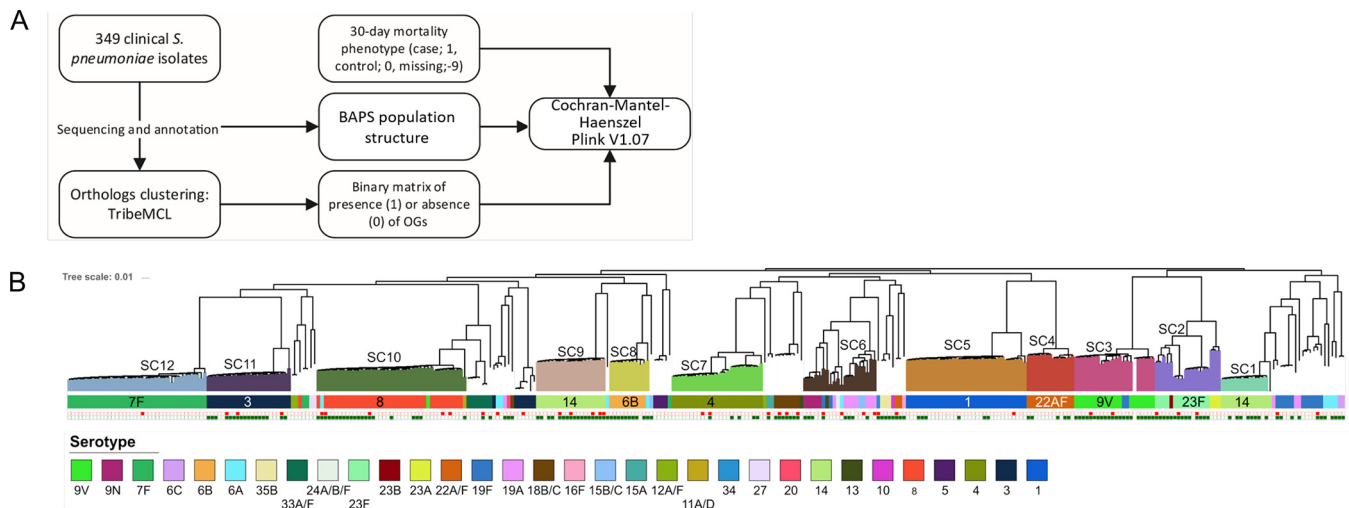 A
349 clinical S.
pneumoniae isolates
30-day mortality
phenotype (case; 1,
control; 0, missing;-9)
Sequencing and annotation
BAPS population
structure
Cochran-Mantel-
Haenszel
Plink V1.07
Orthologs clustering:
TribeMCL
Binary matrix of
presence (1) or absence
(0) of OGs
B
Tree scale: 0.01
SC12
SC11
SC10
SC9
SC8
SC7
SC6
SC5
SC4
SC3
SC2
SC1
7F
3
8
14
6B
4
1
22AF
9V
23F
14
Serotype
9V
9N
7F
6C
6B
6A
35B
33A/F
24A/B/F
23F
23B
23A
22A/F
19F
19A
18B/C
16F
15B/C
15A
12A/F
11A/D
34
27
20
14
13
10
8
5
4
3
1